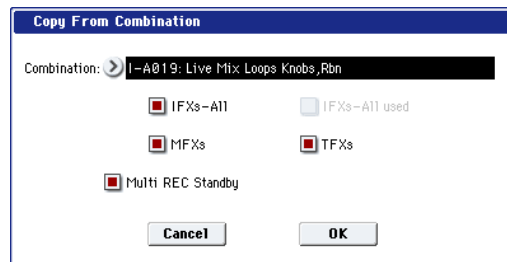 Copy From Combination
Combination: I-A019: Live Mix Loops Knobs,Rbn
IFXs-All IFXs-All used
MFXs TFXs
Multi REC Standby
Cancel OK